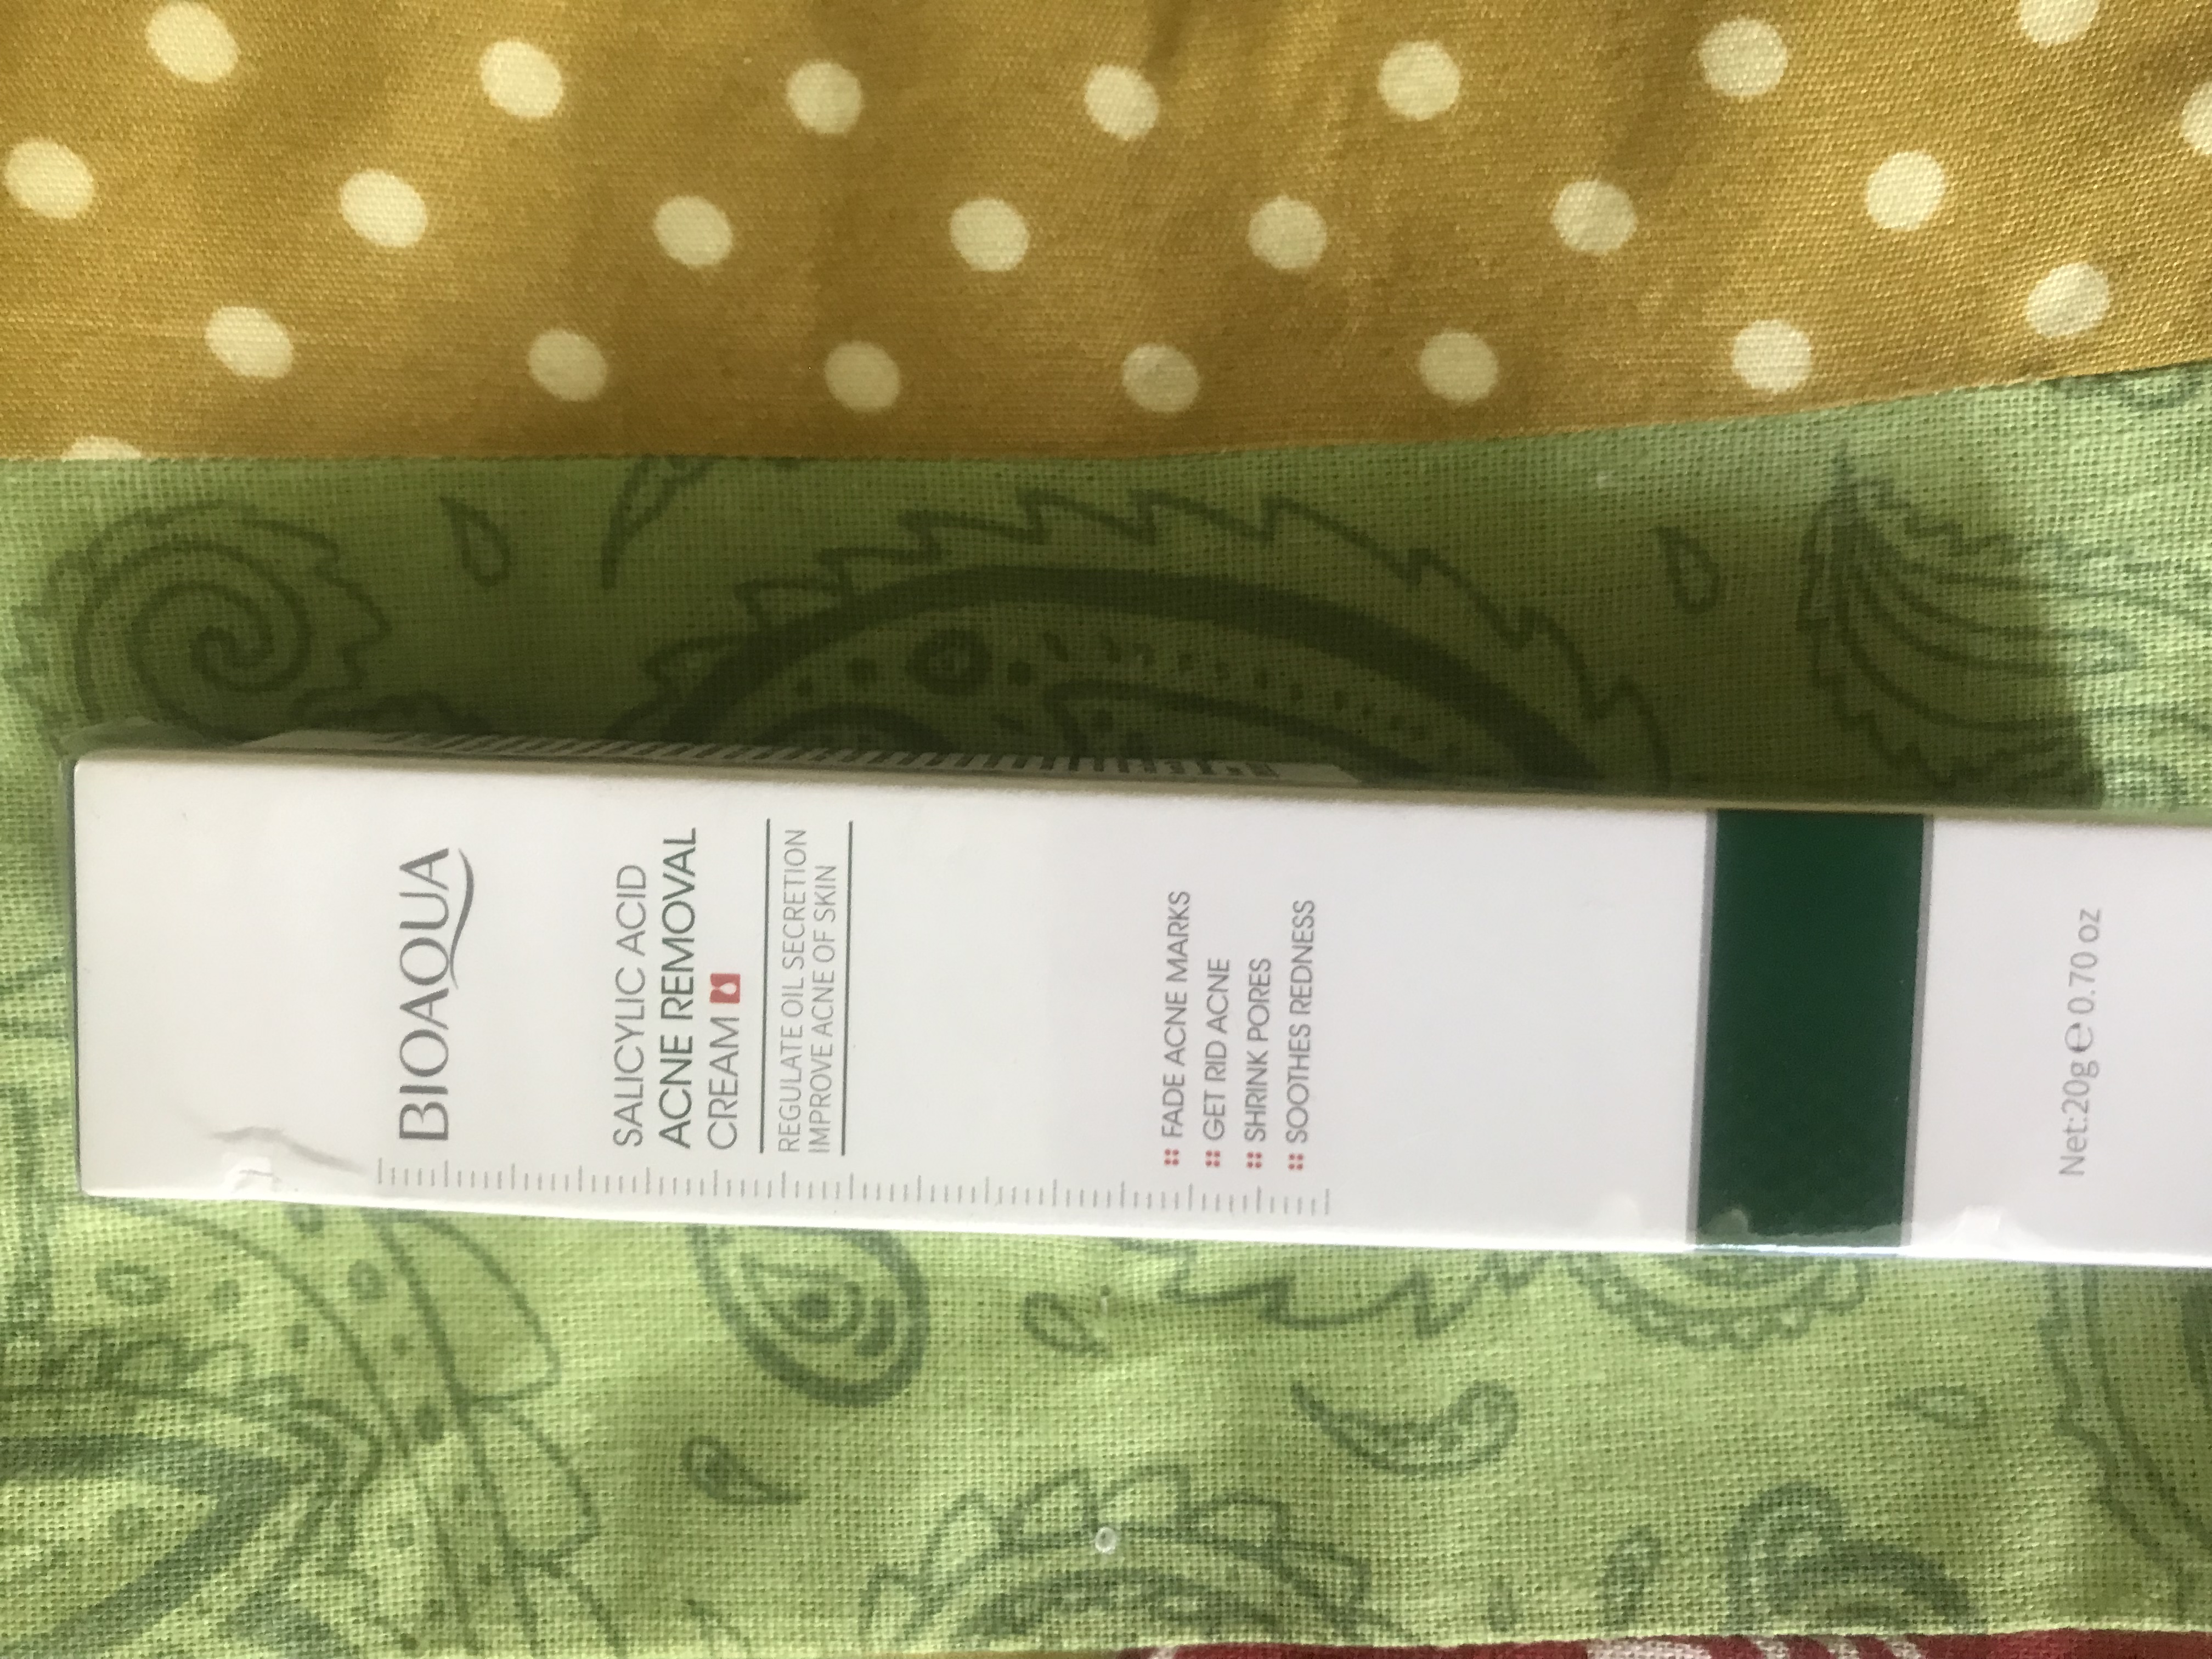 BIOAQUA
SALICYLIC ACID
ACNE REMOVAL
CREAM
REGULATE OIL SECRETION
IMPROVE ACNE OF SKIN
FADE ACNE MARKS
GET RID ACNE
SHRINK PORES
SOOTHES REDNESS
Net:20g ℮ 0.70 oz